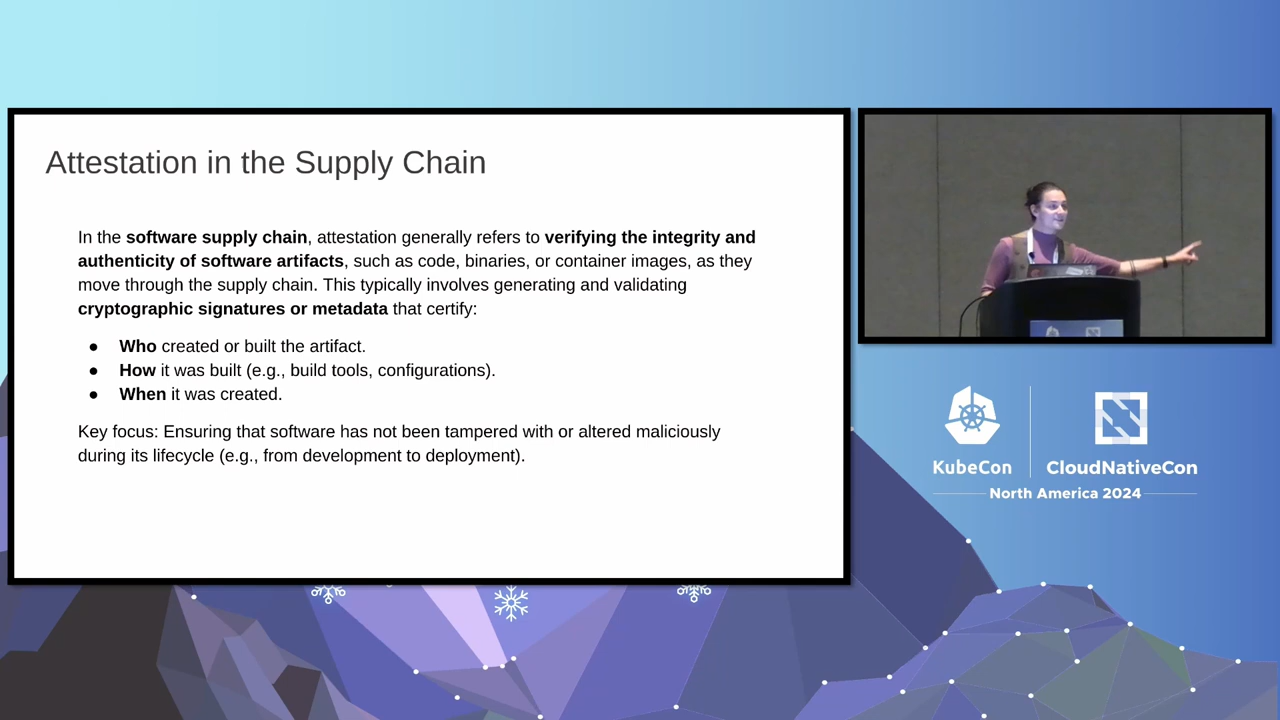 Attestation in the Supply Chain
In the software supply chain, attestation generally refers to verifying the integrity and
authenticity of software artifacts, such as code, binaries, or container images, as they
move through the supply chain. This typically involves generating and validating
cryptographic signatures or metadata that certify:
● Who created or built the artifact.
● How it was built (e.g., build tools, configurations).
● When it was created.
Key focus: Ensuring that software has not been tampered with or altered maliciously
during its lifecycle (e.g., from development to deployment).
KubeCon
CloudNativeCon
North America 2024